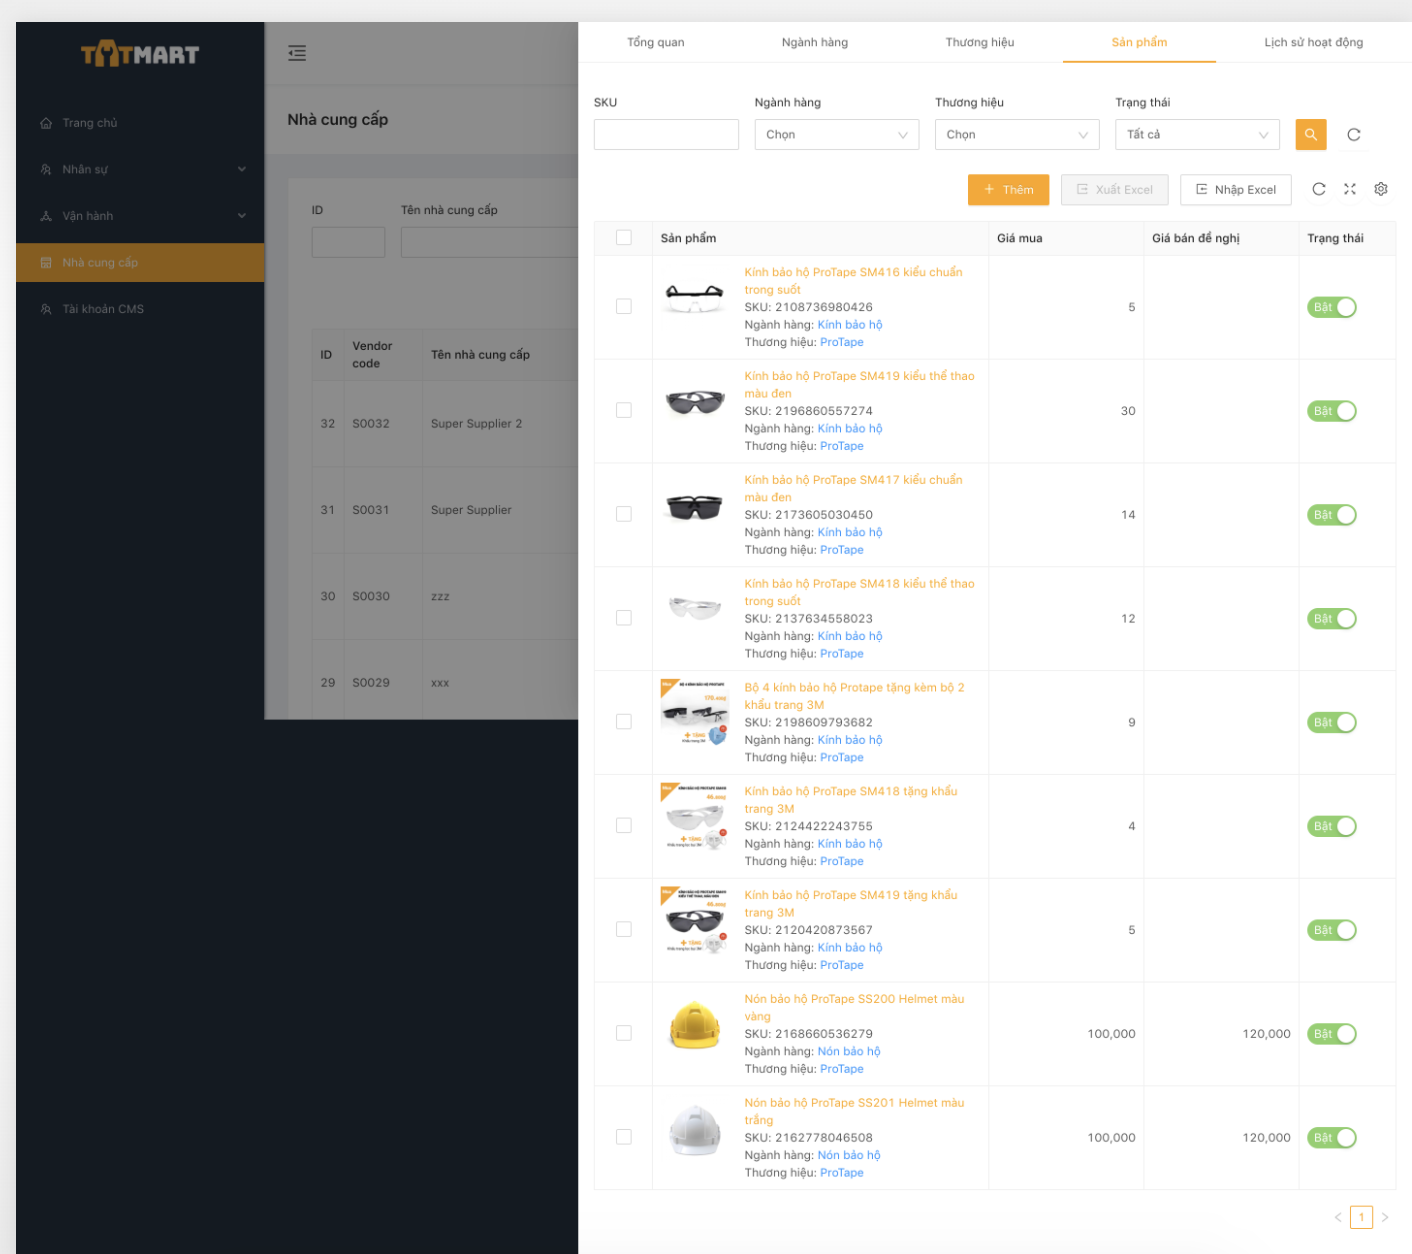 TATMART
Trang chủ
Nhân sự
Vận hành
Nhà cung cấp
Tài khoản CMS
Nhà cung cấp
ID
Tên nhà cung cấp
ID
Vendor code
Tên nhà cung cấp
32
S0032
Super Supplier 2
31
S0031
Super Supplier
30
S0030
zzz
29
S0029
xxx
Tổng quan
Ngành hàng
Thương hiệu
Sản phẩm
Lịch sử hoạt động
SKU
Ngành hàng
Thương hiệu
Trạng thái
Chọn
Chọn
Tất cả
+ Thêm
Xuất Excel
Nhập Excel
Sản phẩm
Giá mua
Giá bán đề nghị
Trạng thái
Kính bảo hộ ProTape SM416 kiểu chuẩn
trong suốt
SKU: 2108736980426
Ngành hàng: Kính bảo hộ
Thương hiệu: ProTape
5
Bật
Kính bảo hộ ProTape SM419 kiểu thể thao
màu đen
SKU: 2196860557274
Ngành hàng: Kính bảo hộ
Thương hiệu: ProTape
30
Bật
Kính bảo hộ ProTape SM417 kiểu chuẩn
màu đen
SKU: 2173605030450
Ngành hàng: Kính bảo hộ
Thương hiệu: ProTape
14
Bật
Kính bảo hộ ProTape SM418 kiểu thể thao
trong suốt
SKU: 2137634558023
Ngành hàng: Kính bảo hộ
Thương hiệu: ProTape
12
Bật
BỘ 4 KÍNH BẢO HỘ PROTAPE
+ TẶNG
Bộ 4 kính bảo hộ Protape tặng kèm bộ 2
khẩu trang 3M
SKU: 2198609793682
Ngành hàng: Kính bảo hộ
Thương hiệu: ProTape
9
Bật
+ TẶNG
Kính bảo hộ ProTape SM418 tặng khẩu
trang 3M
SKU: 2124422243755
Ngành hàng: Kính bảo hộ
Thương hiệu: ProTape
4
Bật
+ TẶNG
Kính bảo hộ ProTape SM419 tặng khẩu
trang 3M
SKU: 2120420873567
Ngành hàng: Kính bảo hộ
Thương hiệu: ProTape
5
Bật
Nón bảo hộ ProTape SS200 Helmet màu
vàng
SKU: 2168660536279
Ngành hàng: Nón bảo hộ
Thương hiệu: ProTape
100,000
120,000
Bật
Nón bảo hộ ProTape SS201 Helmet màu
trắng
SKU: 2162778046508
Ngành hàng: Nón bảo hộ
Thương hiệu: ProTape
100,000
120,000
Bật
1